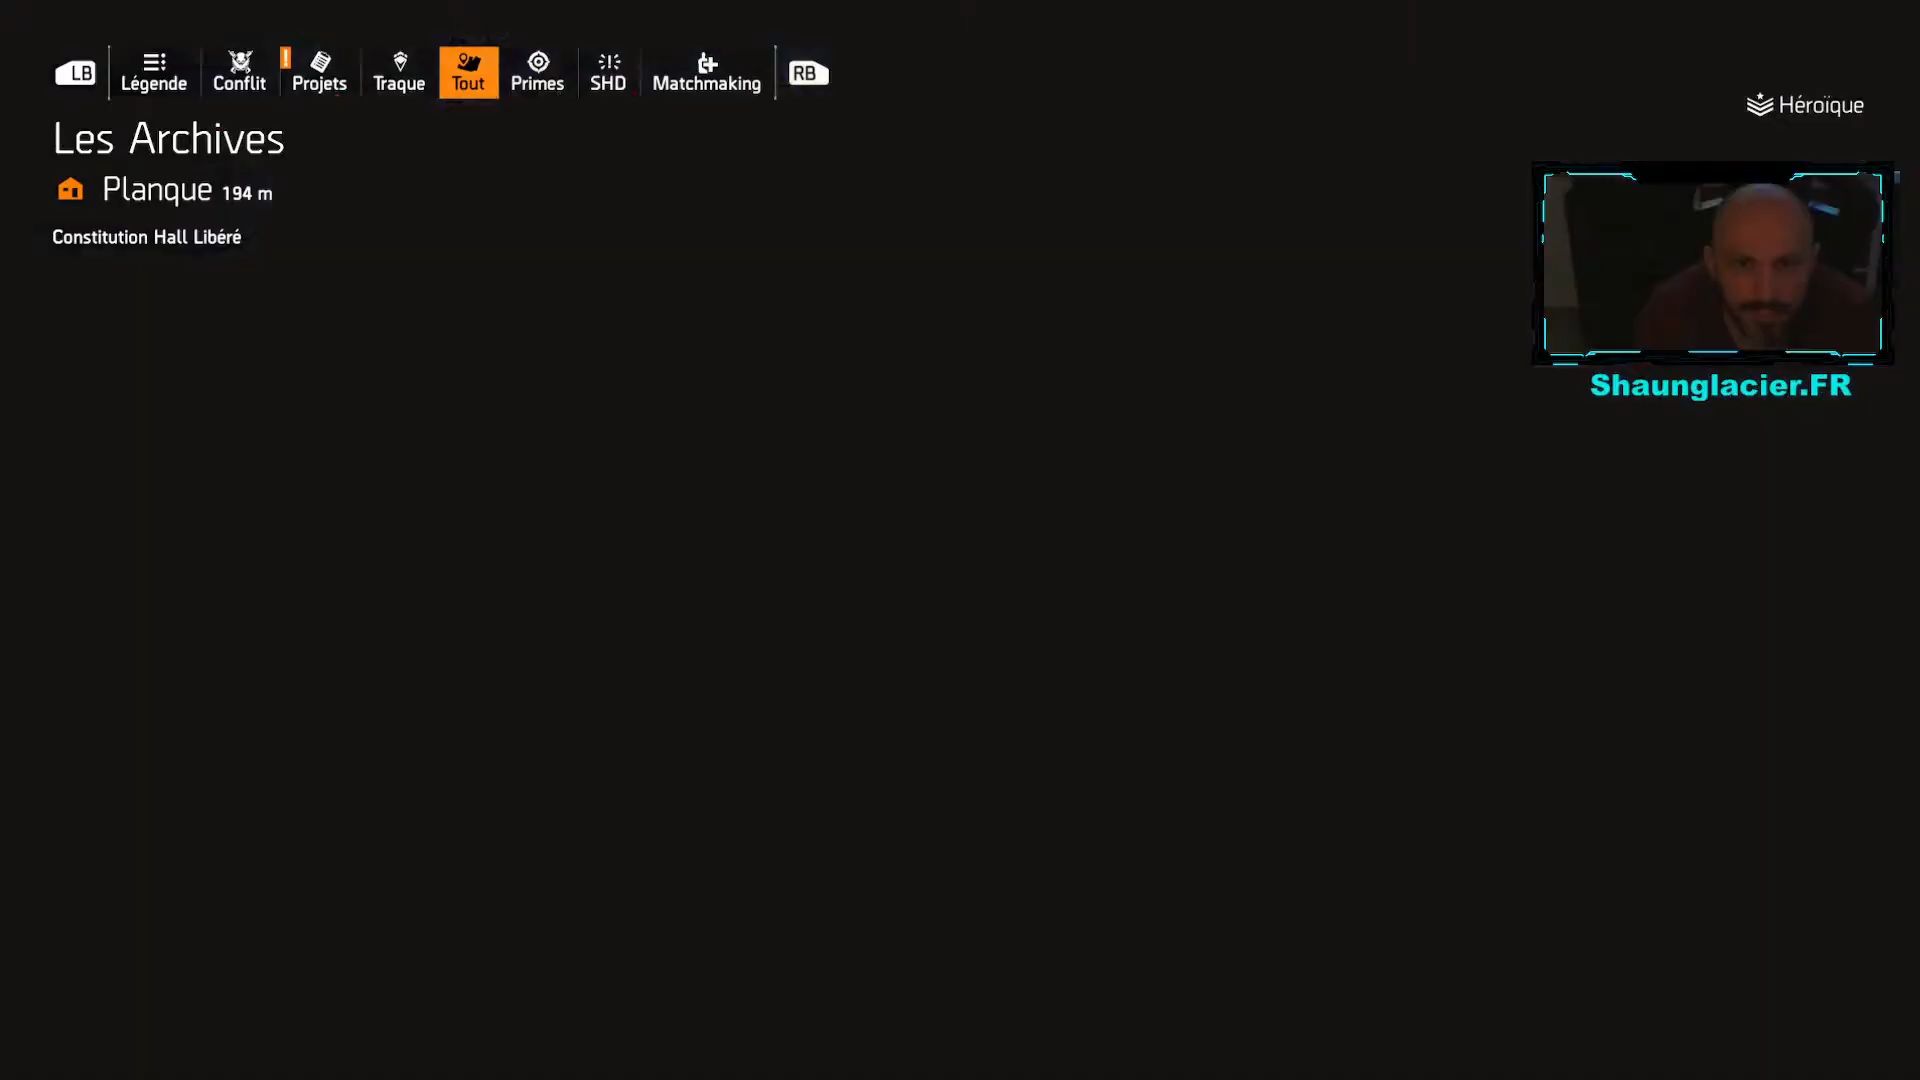 LB
Légende
Conflit
!
Projets
Traque
Tout
Primes
SHD
Matchmaking
RB
Héroïque
Les Archives
Planque 194 m
Constitution Hall Libéré
Shaunglacier.FR